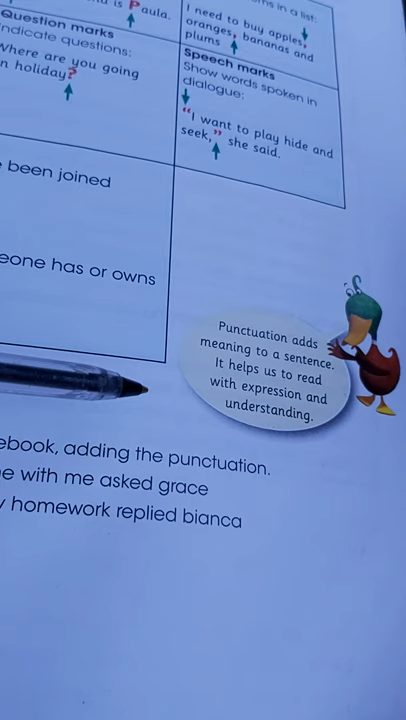 is Paula.
Question marks
indicate questions:
Where are you going
n holiday?
I need to buy apples,
oranges, bananas and
plums
Speech marks
Show words spoken in
dialogue:
"I want to play hide and
seek," she said.
been joined
eone has or owns
Punctuation adds
meaning to a sentence.
It helps us to read
with expression and
understanding.
ebook, adding the punctuation.
e with me asked grace
y homework replied bianca